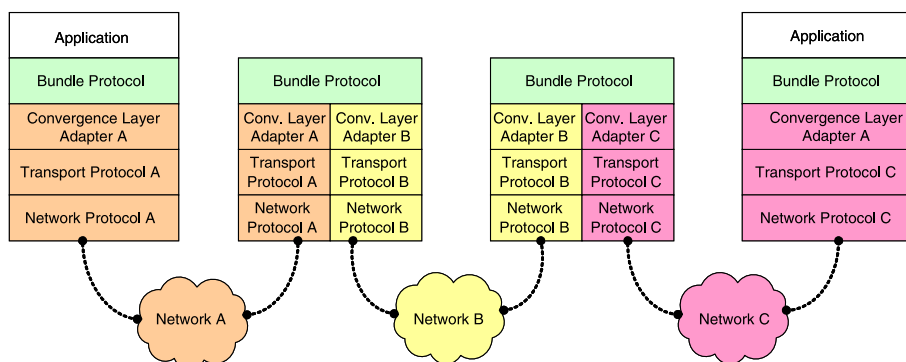 Application
Bundle Protocol
Convergence Layer
Adapter A
Transport Protocol A
Network Protocol A
Bundle Protocol
Conv. Layer
Adapter A
Conv. Layer
Adapter B
Transport
Protocol A
Transport
Protocol B
Network
Protocol A
Network
Protocol B
Bundle Protocol
Conv. Layer
Adapter B
Conv. Layer
Adapter C
Transport
Protocol B
Transport
Protocol C
Network
Protocol B
Network
Protocol C
Application
Bundle Protocol
Convergence Layer
Adapter A
Transport Protocol C
Network Protocol C
Network A
Network B
Network C